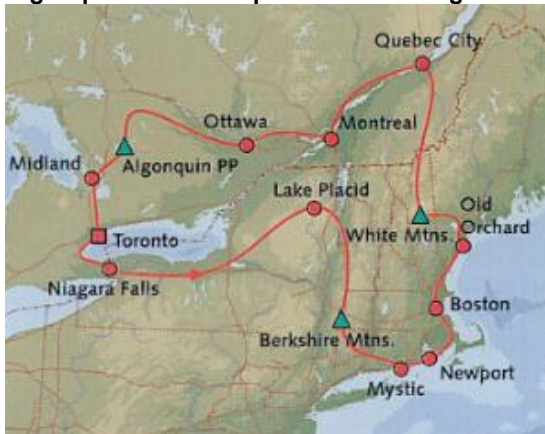 Quebec City
Ottawa
Montreal
Midland
Algonquin PP
Lake Placid
Old
Orchard
White Mtns.
Toronto
Niagara Falls
Boston
Berkshire Mtns.
Newport
Mystic